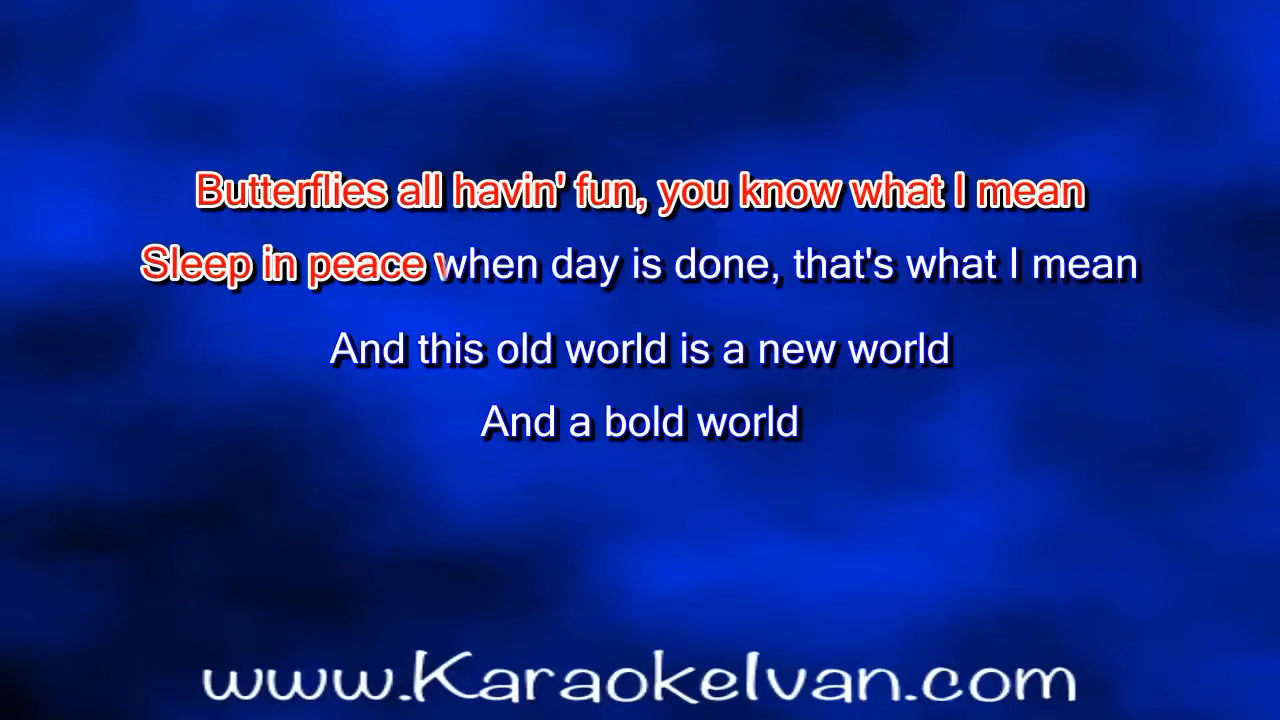 Butterflies all havin' fun, you know what I mean
Sleep in peace when day is done, that's what I mean
And this old world is a new world
And a bold world
www.KaraokeIvan.com